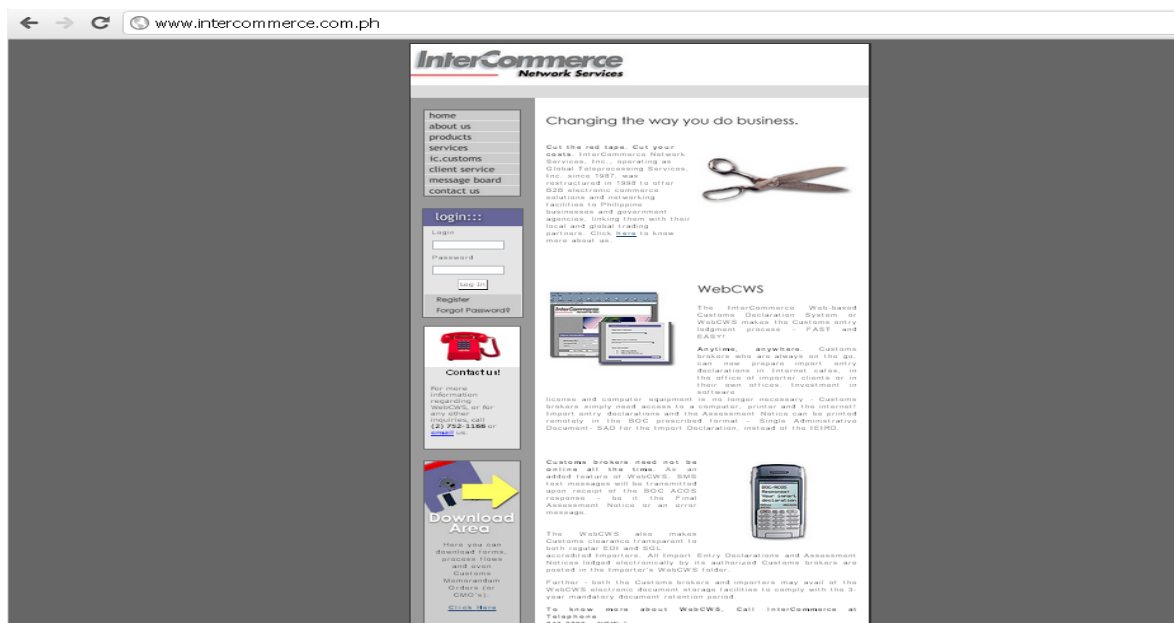 www.intercommerce.com.ph
InterCommerce
Network Services
home
about us
products
services
ic.customs
client service
message board
contact us
login:::
Login
Password
Log In
Register
Forgot Password?
Contact us!
For more
information
regarding
WebCWS, or for
any other
inquiries, call
(2) 752-1166 or
email us.
Download
Area
Here you can
download forms,
process flows
and even
Customs
Memorandum
Orders (or
CMO's).
Click Here
Changing the way you do business.
Cut the red tape. Cut your
costs. InterCommerce Network
Services, Inc., operating as
Global Teleprocessing Services,
Inc. since 1987, was
restructured in 1998 to offer
B2B electronic commerce
solutions and networking
facilities to Philippine
businesses and government
agencies, linking them with their
local and global trading
partners. Click here to know
more about us.
WebCWS
The InterCommerce Web-based
Customs Declaration System or
WebCWS makes the Customs entry
lodgment process - FAST and
EASY!
Anytime, anywhere. Customs
brokers who are always on the go,
can now prepare import entry
declarations in Internet cafes, in
the office of importer clients or in
their own offices. Investment in
software
license and computer equipment is no longer necessary - Customs
brokers simply need access to a computer, printer and the internet!
Import entry declarations and the Assessment Notice can be printed
remotely in the BOC prescribed format - Single Administrative
Document- SAD for the Import Declaration, instead of the IEIRD.
Customs brokers need not be
online all the time. As an
added feature of WebCWS, SMS
text messages will be transmitted
upon receipt of the BOC ACOS
response - be it the Final
Assessment Notice or an error
message.
BOC-ACOS
Response:
Your import
declaration
The WebCWS also makes
Customs clearance transparent to
both regular EDI and SGL
accredited Importers. All Import Entry Declarations and Assessment
Notices lodged electronically by its authorized Customs brokers are
posted in the Importer's WebCWS folder.
Further - both the Customs brokers and importers may avail of the
WebCWS electronic document storage facilities to comply with the 3-
year mandatory document retention period.
To know more about WebCWS, Call InterCommerce at
Telephone